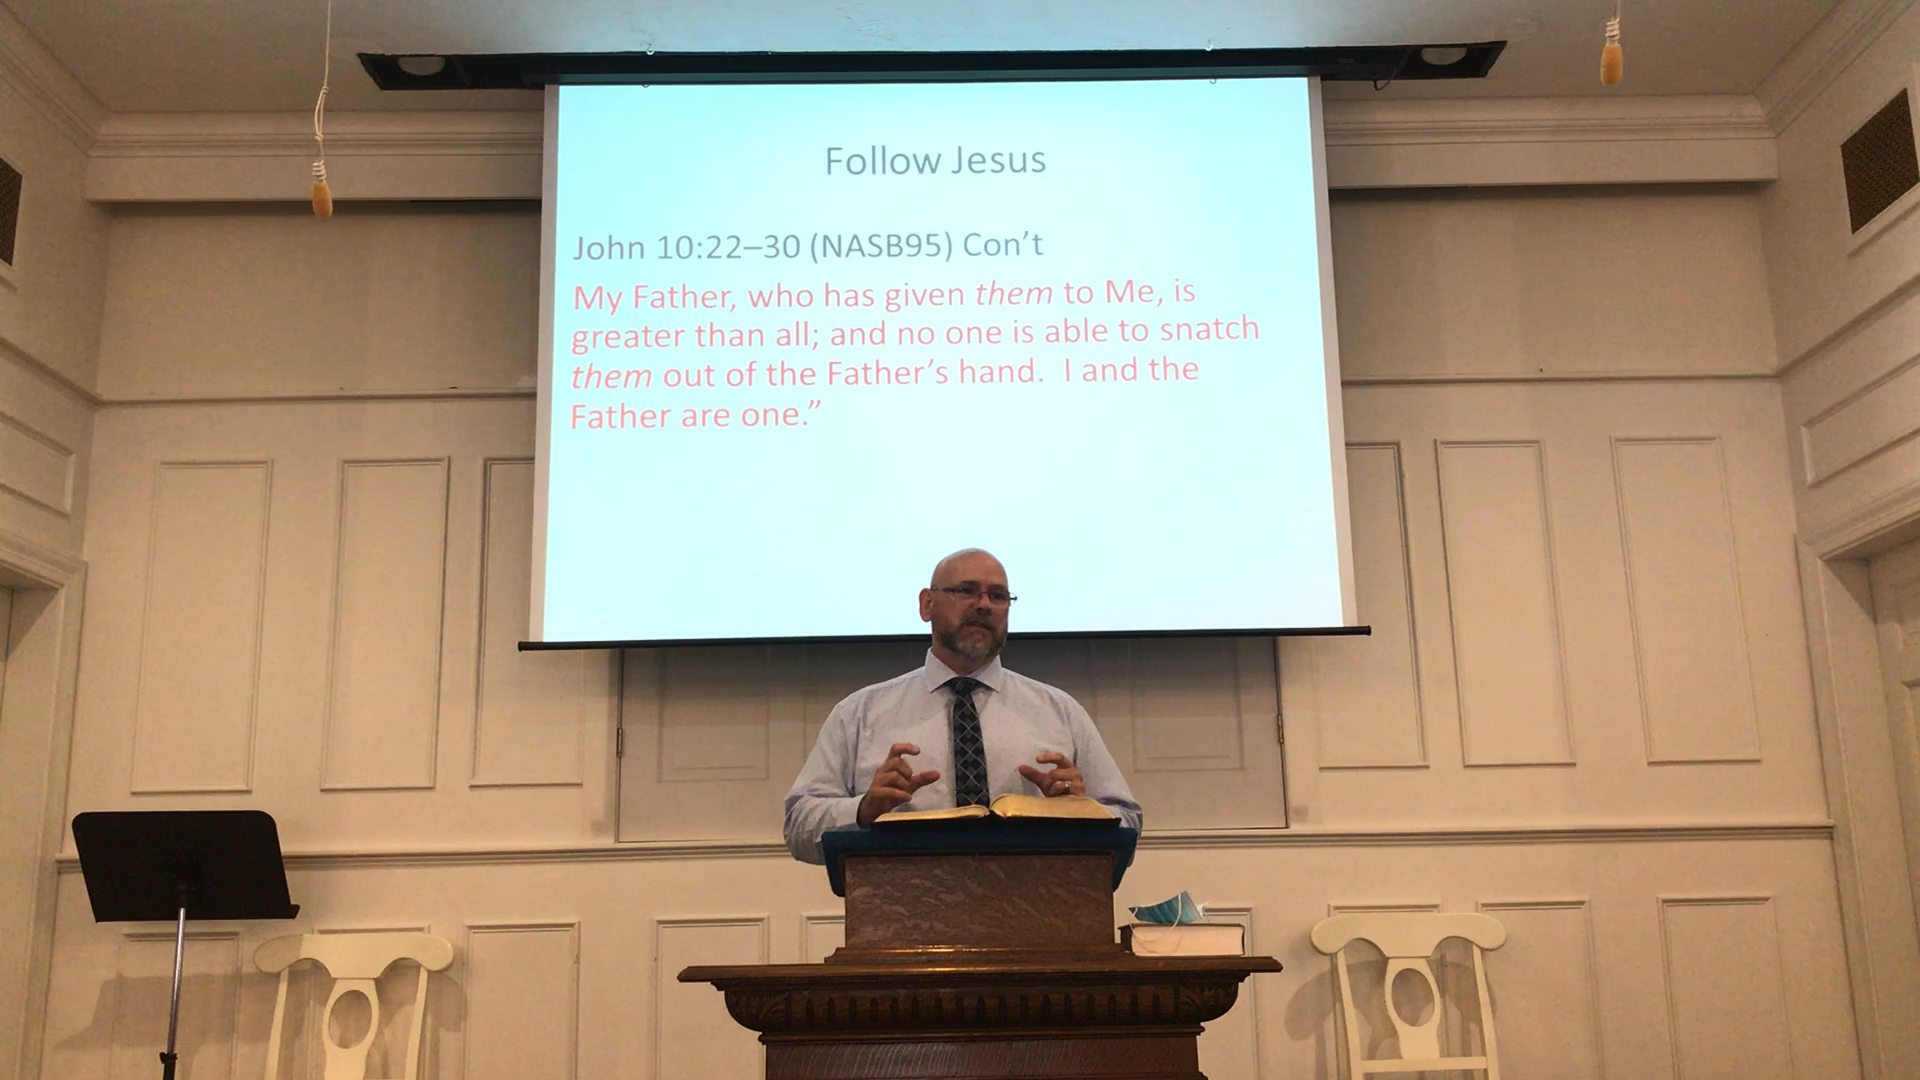 Follow Jesus
John 10:22–30 (NASB95) Con’t
My Father, who has given them to Me, is
greater than all; and no one is able to snatch
them out of the Father’s hand.  I and the
Father are one.”